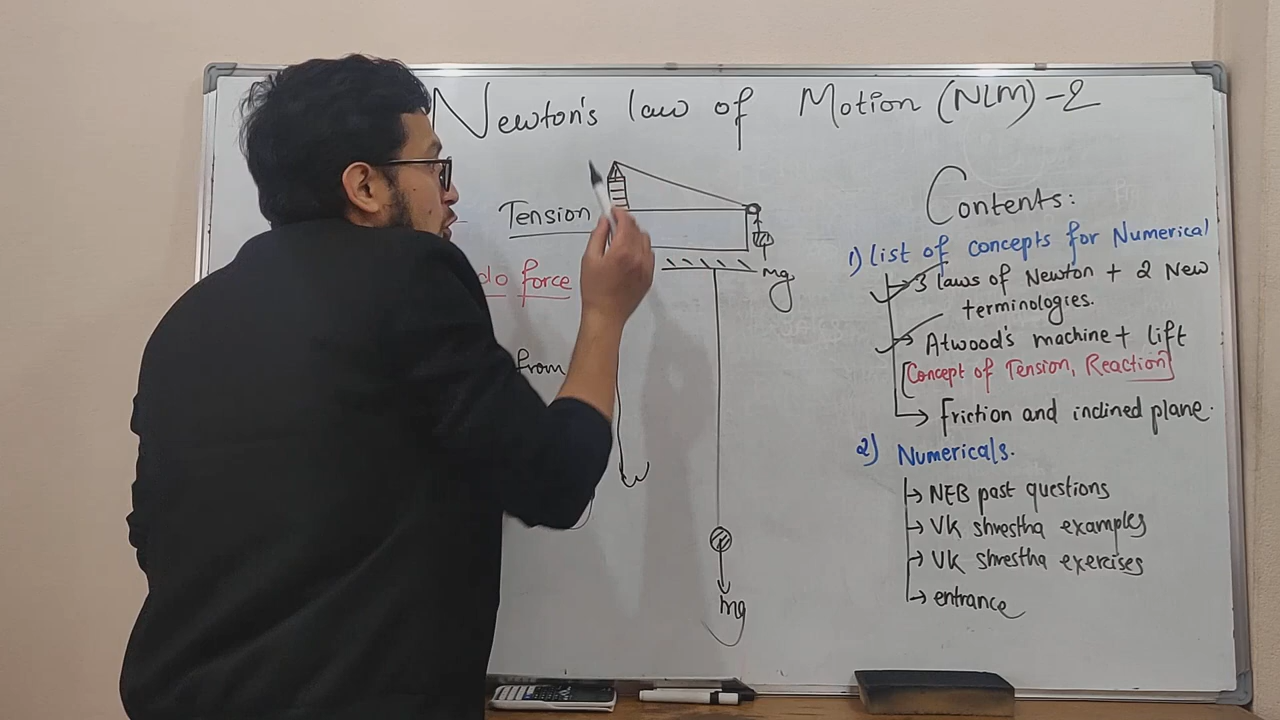 Newton's law of Motion (NLM)-2
Tension
do force
from
mg
mg
Contents:
1) list of concepts for Numerical
→ 3 laws of Newton + 2 New
terminologies.
→ Atwood's machine + lift
[Concept of Tension, Reaction]
→ friction and inclined plane.
2) Numericals.
→ NEB past questions
→ VK shrestha examples
→ VK shrestha exercises
→ entrance